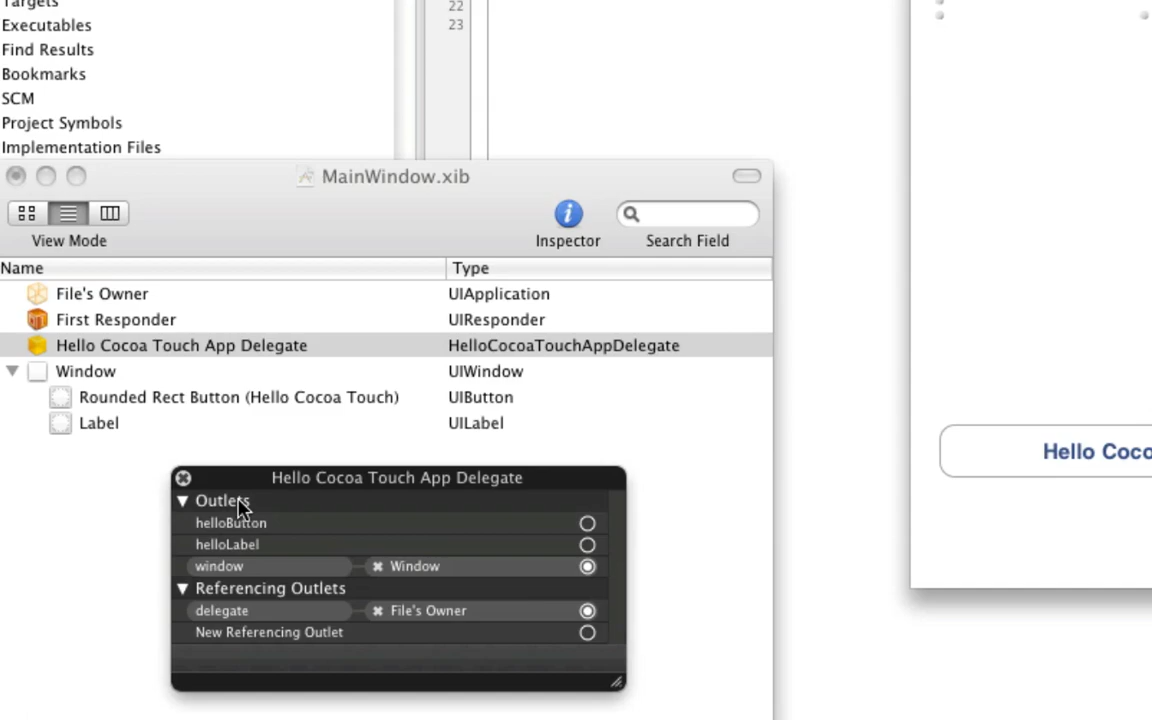 Targets
22
Executables
23
Find Results
Bookmarks
SCM
Project Symbols
Implementation Files
MainWindow.xib
View Mode
Inspector
Search Field
Name Type
File's Owner UIApplication
First Responder UIResponder
Hello Cocoa Touch App Delegate HelloCocoaTouchAppDelegate
Window UIWindow
Rounded Rect Button (Hello Cocoa Touch) UIButton
Label UILabel
Hello Coco
Hello Cocoa Touch App Delegate
Outlets
helloButton
helloLabel
window Window
Referencing Outlets
delegate File's Owner
New Referencing Outlet